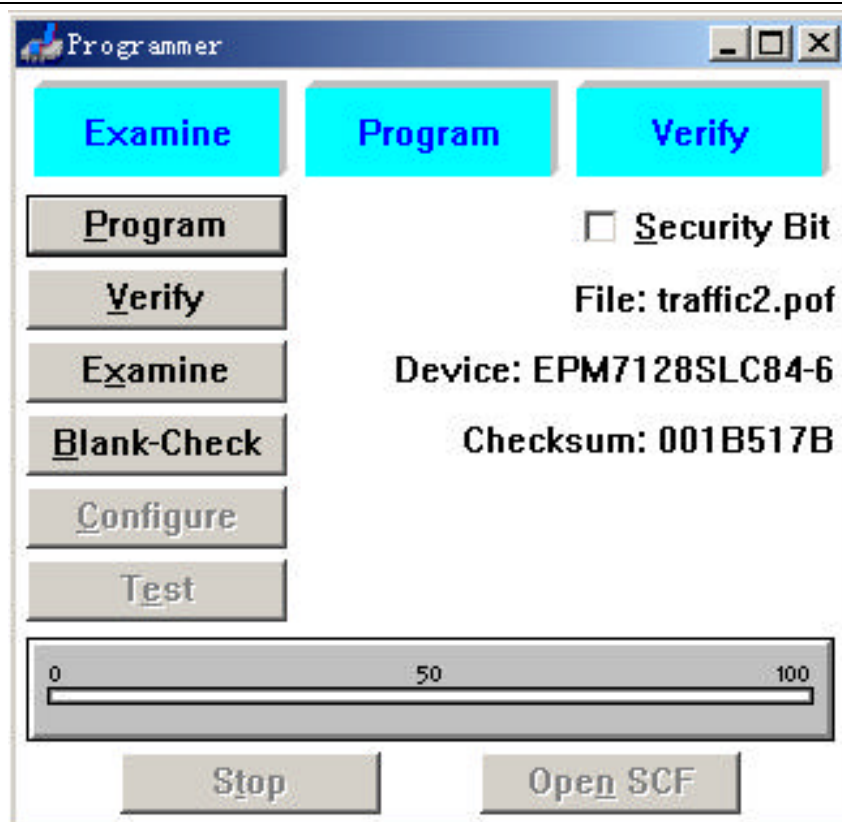 Programmer
Examine Program Verify
Program
Security Bit
Verify
File: traffic2.pof
Examine
Device: EPM7128SLC84-6
Blank-Check
Checksum: 001B517B
Configure
Test
0 50 100
Stop Open SCF